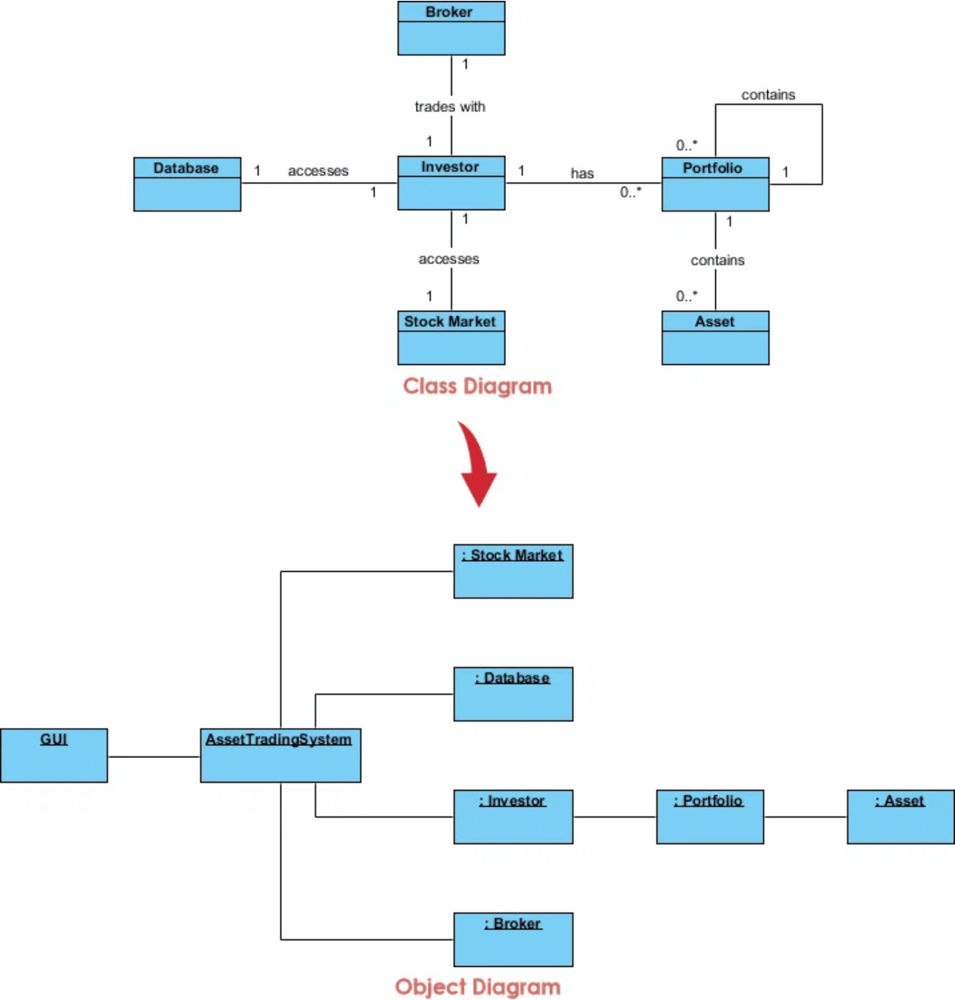 Broker
1
trades with
1
contains
0..*
Database
1
accesses
1
Investor
1
has
0..*
Portfolio
1
1
accesses
1
1
contains
0..*
Stock Market
Asset
Class Diagram
: Stock Market
: Database
GUI
AssetTradingSystem
: Investor
: Portfolio
: Asset
: Broker
Object Diagram